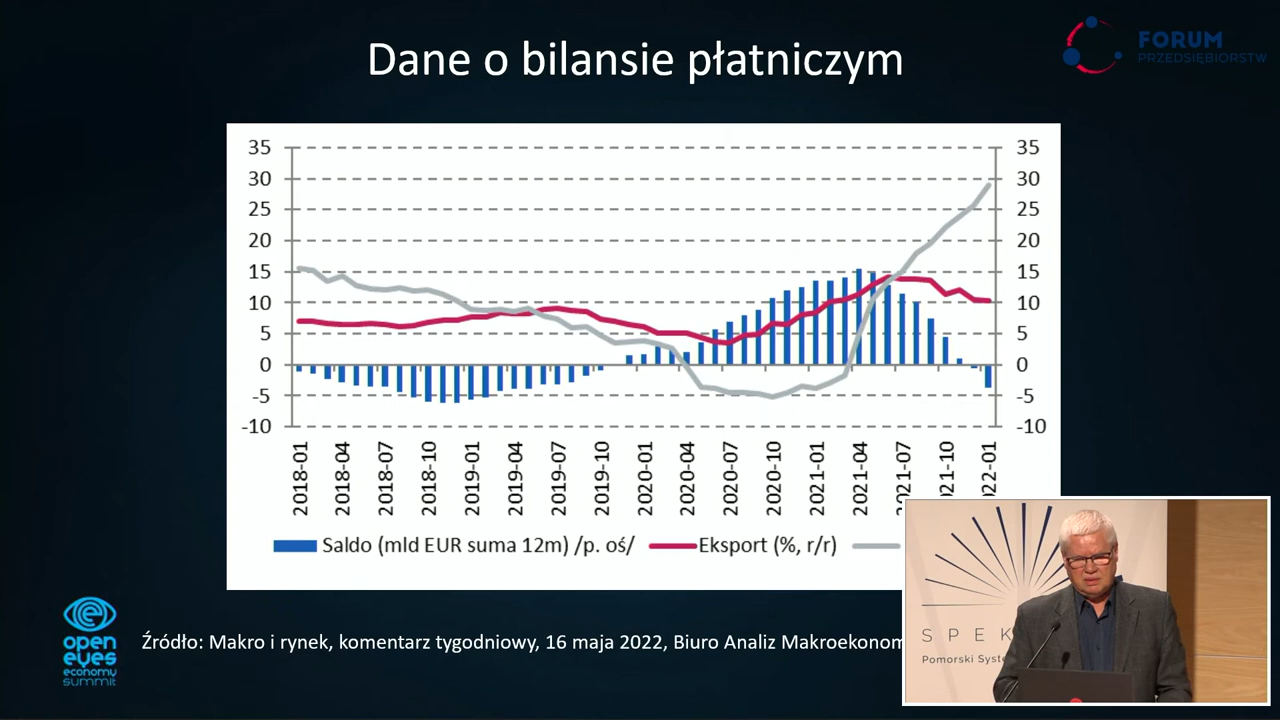 Dane o bilansie płatniczym
FORUM
PRZEDSIĘBIORSTW
35 35
30 30
25 25
20 20
15 15
10 10
5 5
0 0
-5 -5
-10 -10
2018-01 2018-04 2018-07 2018-10 2019-01 2019-04 2019-07 2019-10 2020-01 2020-04 2020-07 2020-10 2021-01 2021-04 2021-07 21-10 22-01
Saldo (mld EUR suma 12m) /p. oś/ Eksport (%, r/r)
open
eyes
economy
summit
Źródło: Makro i rynek, komentarz tygodniowy, 16 maja 2022, Biuro Analiz Makroekonom
SPEK
Pomorski Syste